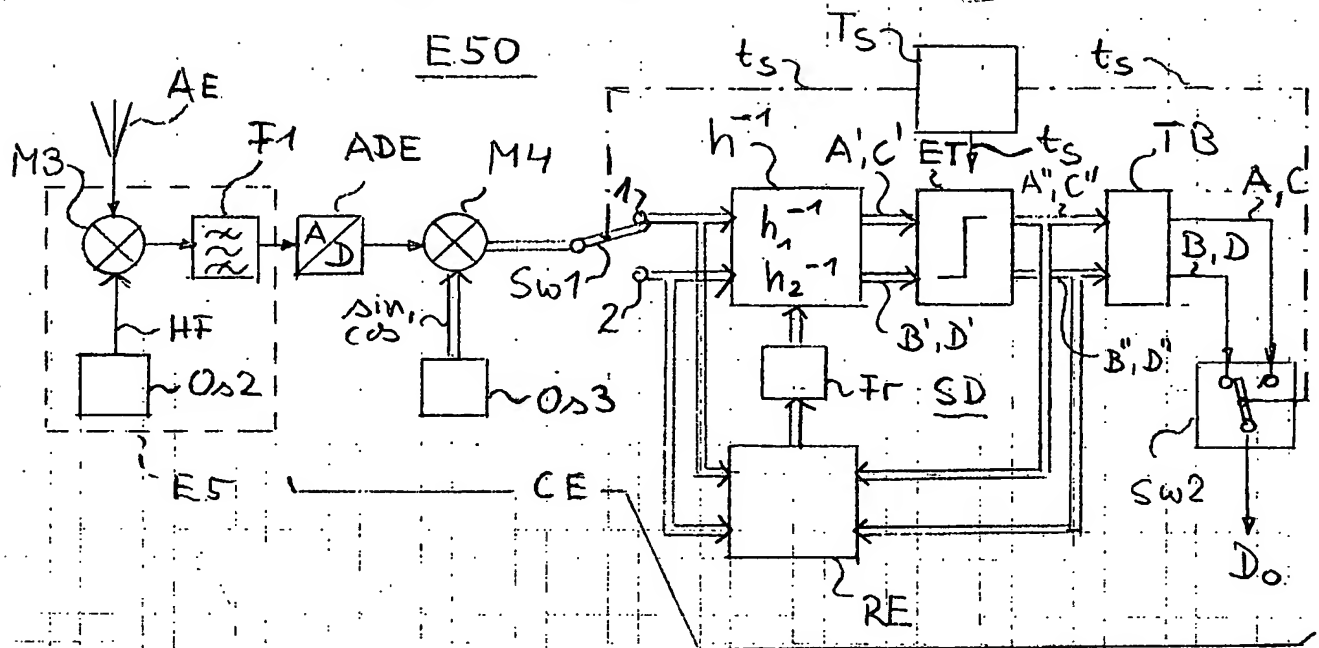 E50
AE
M3
F1
ADE
M4
A
D
HF
Os2
E5
sin,
cos
Os3
Sw1
1
2
CE
ts
Ts
ts
ts
h⁻¹
h₁⁻¹
h₂⁻¹
A',C'
ET
A",C"
TB
A,C
B,D
B',D'
B",D"
Fr
SD
RE
Sw2
Do